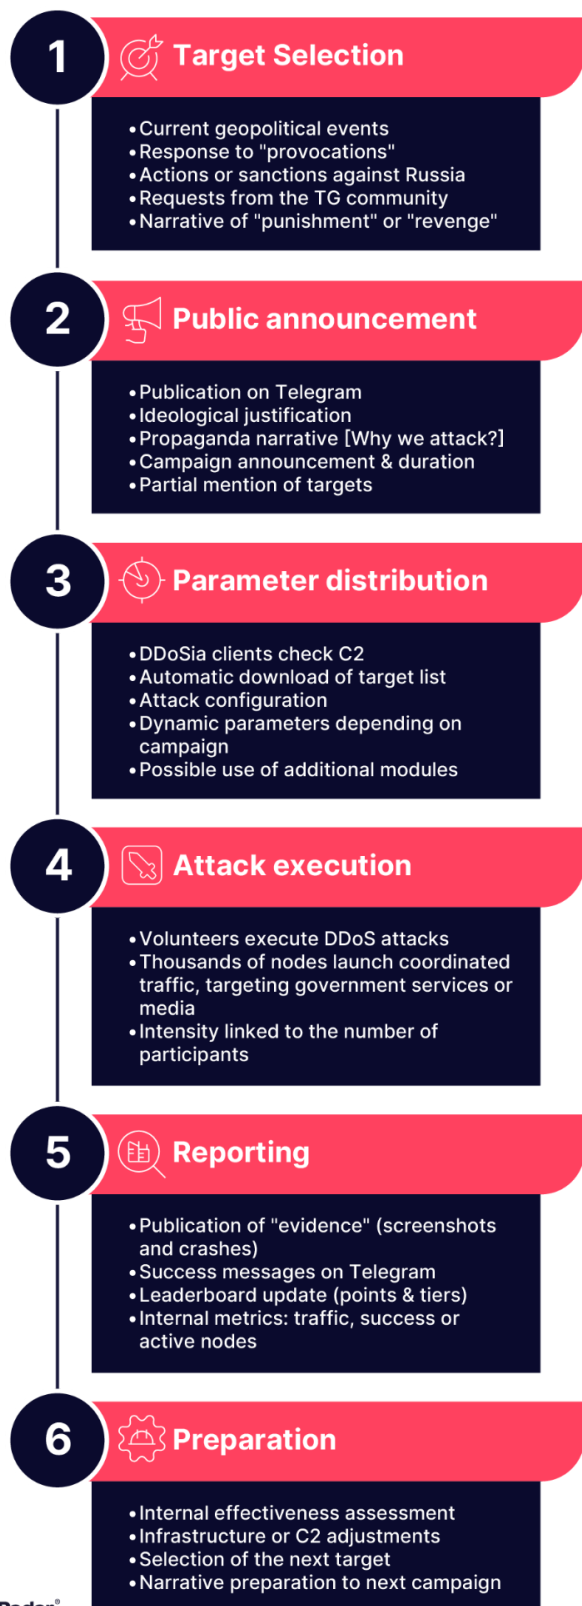 1
Target Selection
•Current geopolitical events
•Response to "provocations"
•Actions or sanctions against Russia
•Requests from the TG community
•Narrative of "punishment" or "revenge"
2
Public announcement
•Publication on Telegram
•Ideological justification
•Propaganda narrative [Why we attack?]
•Campaign announcement & duration
•Partial mention of targets
3
Parameter distribution
•DDoSia clients check C2
•Automatic download of target list
•Attack configuration
•Dynamic parameters depending on
campaign
•Possible use of additional modules
4
Attack execution
•Volunteers execute DDoS attacks
•Thousands of nodes launch coordinated
traffic, targeting government services or
media
•Intensity linked to the number of
participants
5
Reporting
•Publication of "evidence" (screenshots
and crashes)
•Success messages on Telegram
•Leaderboard update (points & tiers)
•Internal metrics: traffic, success or
active nodes
6
Preparation
•Internal effectiveness assessment
•Infrastructure or C2 adjustments
•Selection of the next target
•Narrative preparation to next campaign